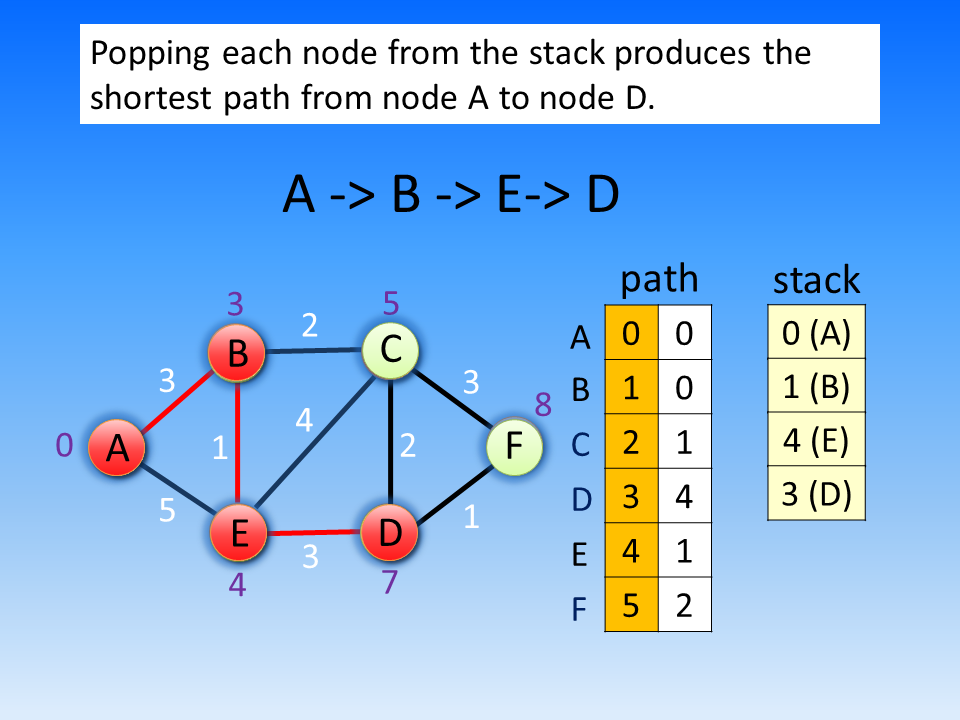 Popping each node from the stack produces the
shortest path from node A to node D.
A -> B -> E-> D
path
stack
3
5
2
B
C
3
3
8
4
0
A
1
2
F
5
1
E
D
3
4
7
A 0 0
B 1 0
C 2 1
D 3 4
E 4 1
F 5 2
0 (A)
1 (B)
4 (E)
3 (D)